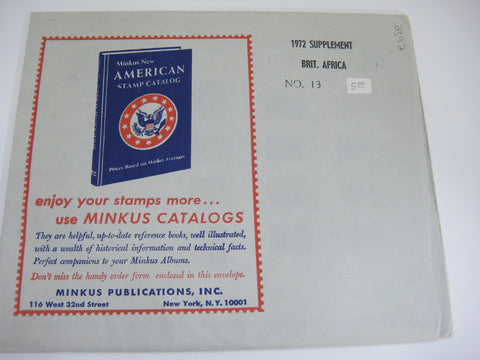 1972 SUPPLEMENT
BRIT. AFRICA
NO. 13
Minkus New
AMERICAN
STAMP CATALOG
Prices Based on Market Averages
enjoy your stamps more...
use MINKUS CATALOGS
They are helpful, up-to-date reference books, well illustrated,
with a wealth of historical information and technical facts.
Perfect companions to your Minkus Albums.
Don't miss the handy order form enclosed in this envelope.
MINKUS PUBLICATIONS, INC.
116 West 32nd Street New York, N.Y. 10001